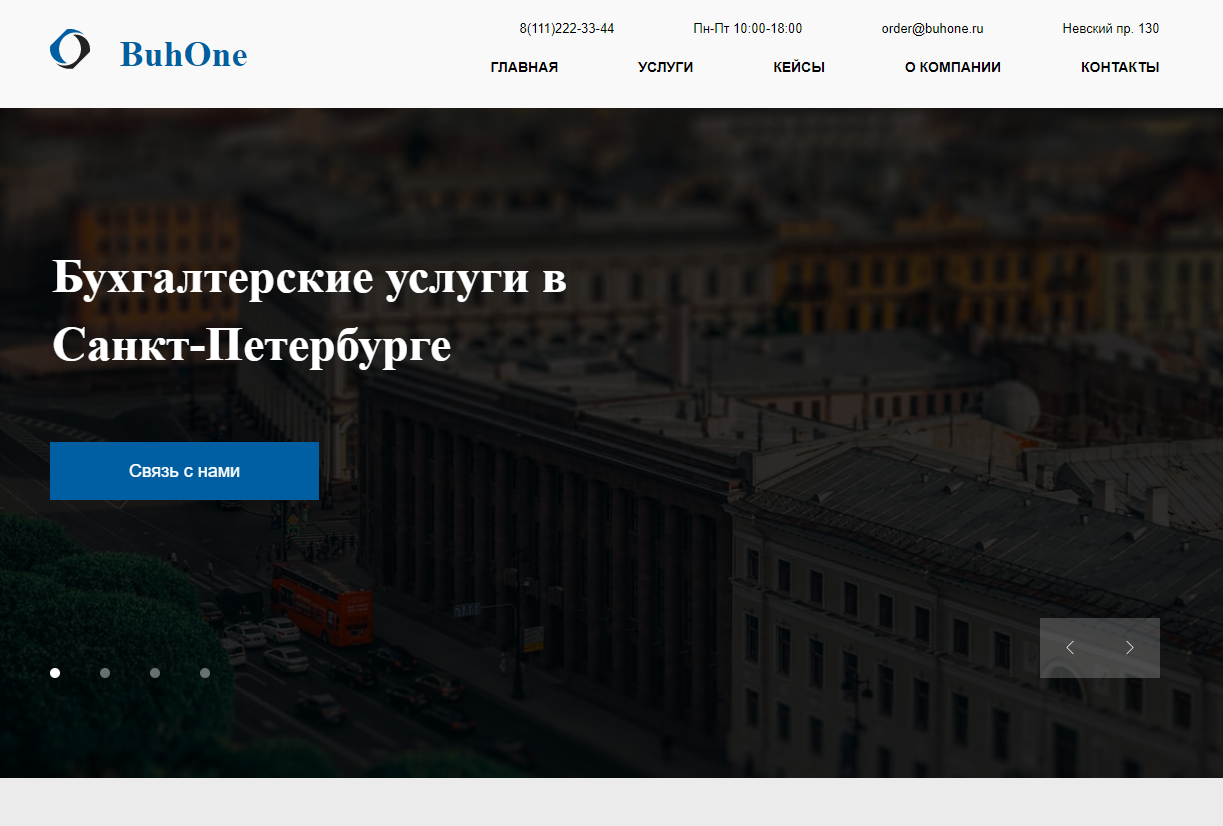 BuhOne
8(111)222-33-44
Пн-Пт 10:00-18:00
order@buhone.ru
Невский пр. 130
ГЛАВНАЯ
УСЛУГИ
КЕЙСЫ
О КОМПАНИИ
КОНТАКТЫ
Бухгалтерские услуги в
Санкт-Петербурге
Связь с нами